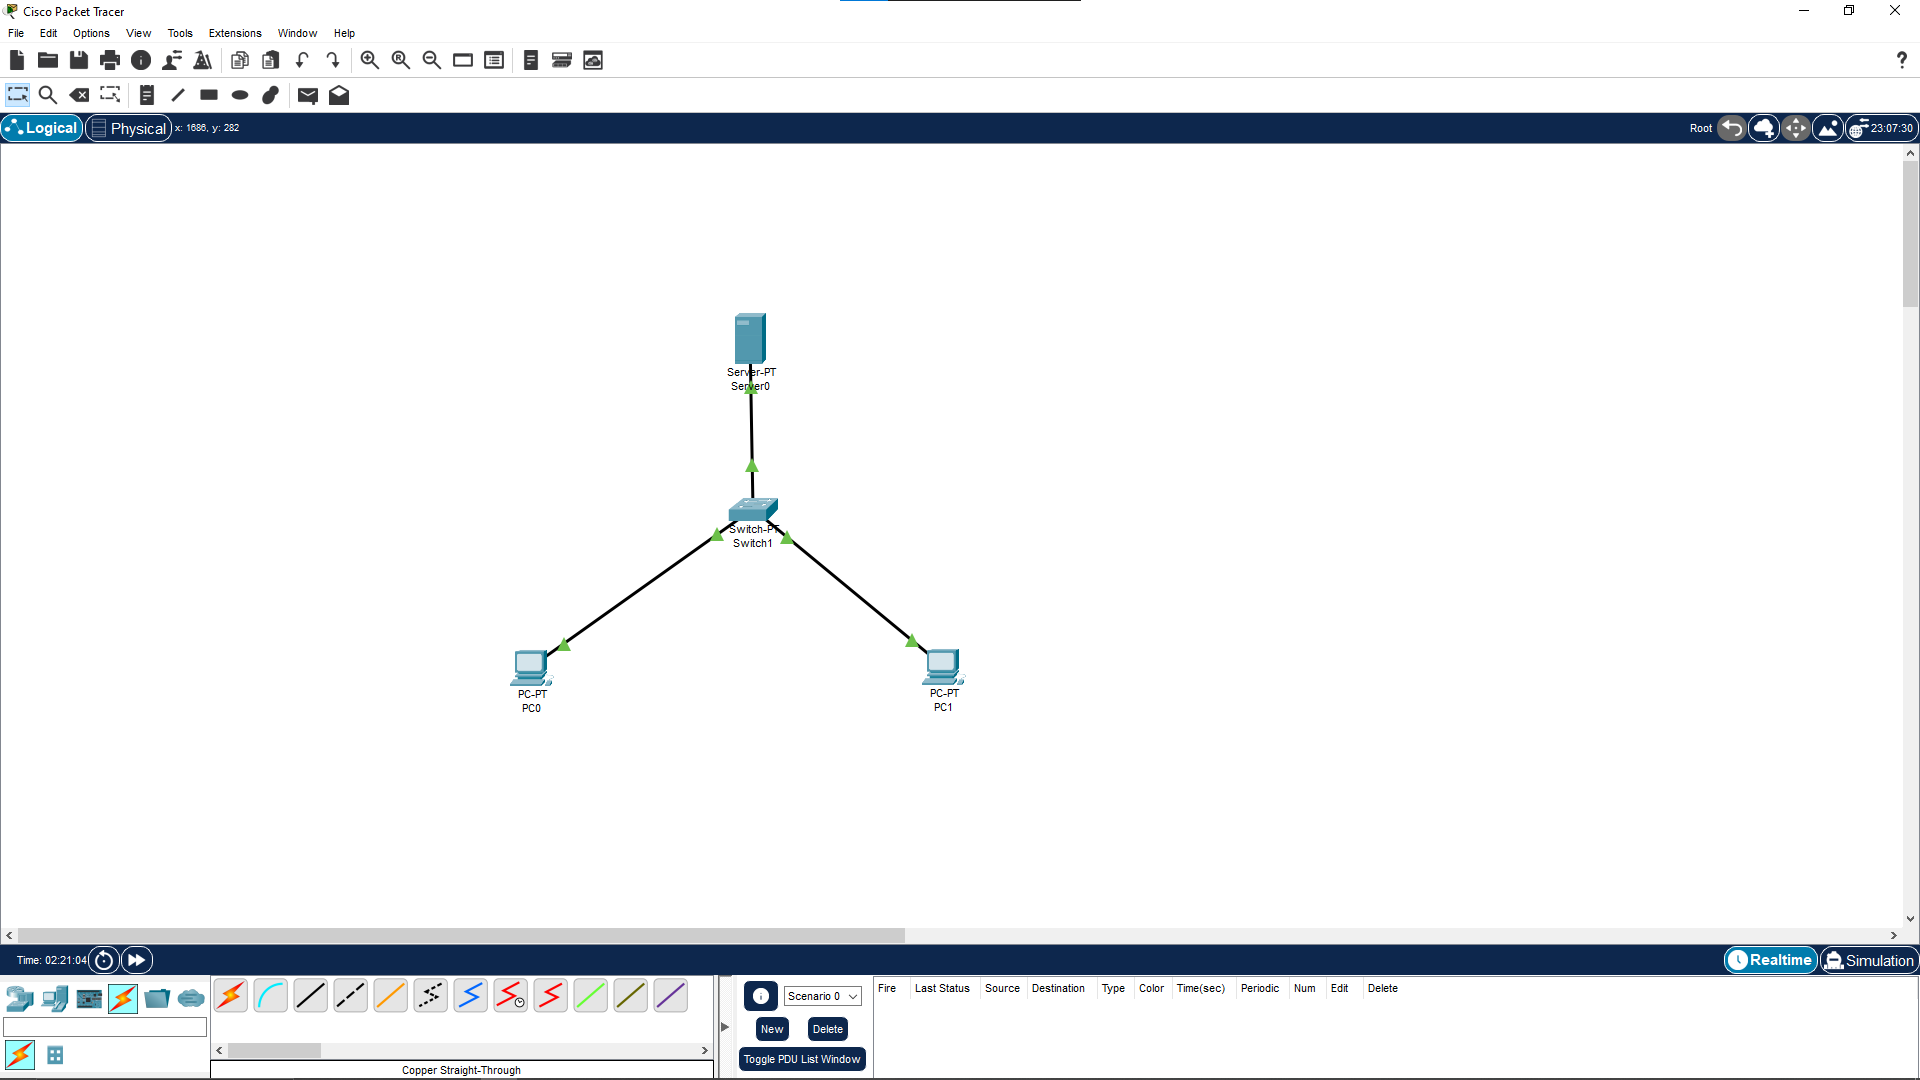 Cisco Packet Tracer
File Edit Options View Tools Extensions Window Help
?
Logical Physical x: 1686, y: 282 Root 23:07:30
Server-PT
Server0
Switch-PT
Switch1
PC-PT
PC0
PC-PT
PC1
Time: 02:21:04 Realtime Simulation
Scenario 0
New Delete
Toggle PDU List Window
Fire Last Status Source Destination Type Color Time(sec) Periodic Num Edit Delete
Copper Straight-Through